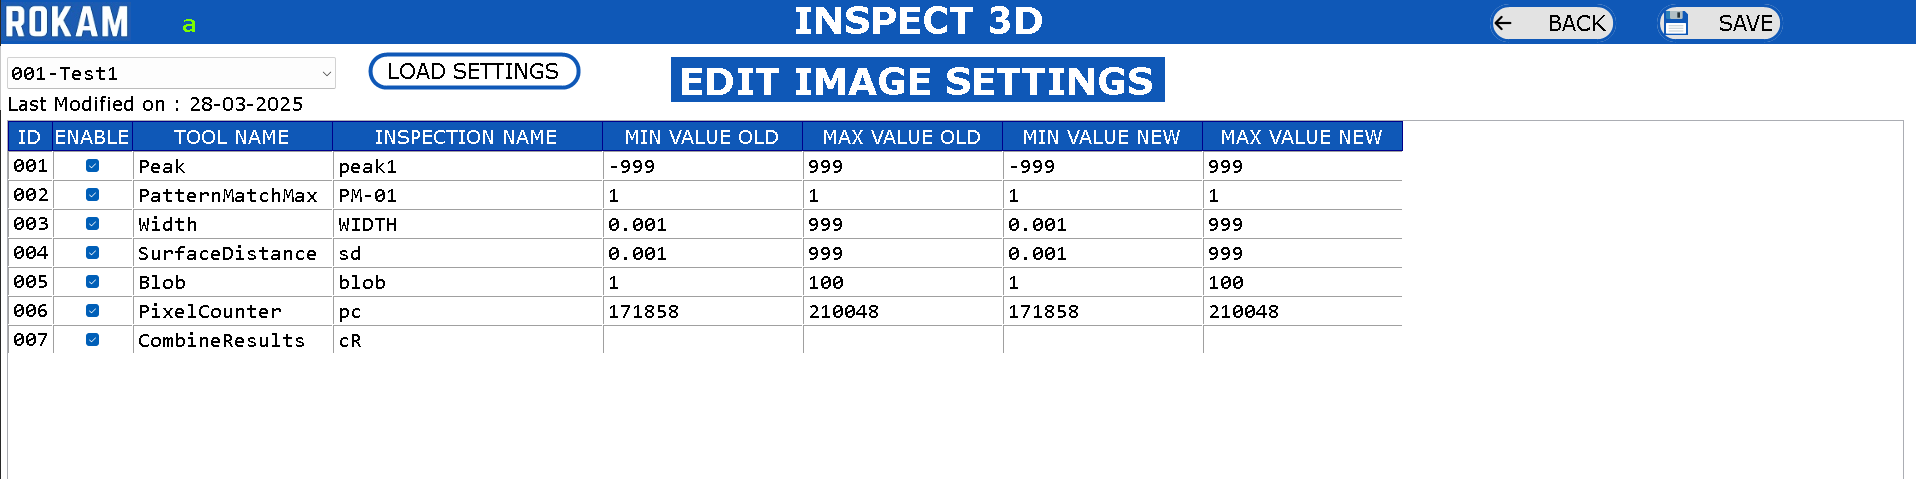 ROKAM a INSPECT 3D BACK SAVE
001-Test1 LOAD SETTINGS EDIT IMAGE SETTINGS
Last Modified on : 28-03-2025
ID ENABLE TOOL NAME INSPECTION NAME MIN VALUE OLD MAX VALUE OLD MIN VALUE NEW MAX VALUE NEW
001 Peak peak1 -999 999 -999 999
002 PatternMatchMax PM-01 1 1 1 1
003 Width WIDTH 0.001 999 0.001 999
004 SurfaceDistance sd 0.001 999 0.001 999
005 Blob blob 1 100 1 100
006 PixelCounter pc 171858 210048 171858 210048
007 CombineResults cR